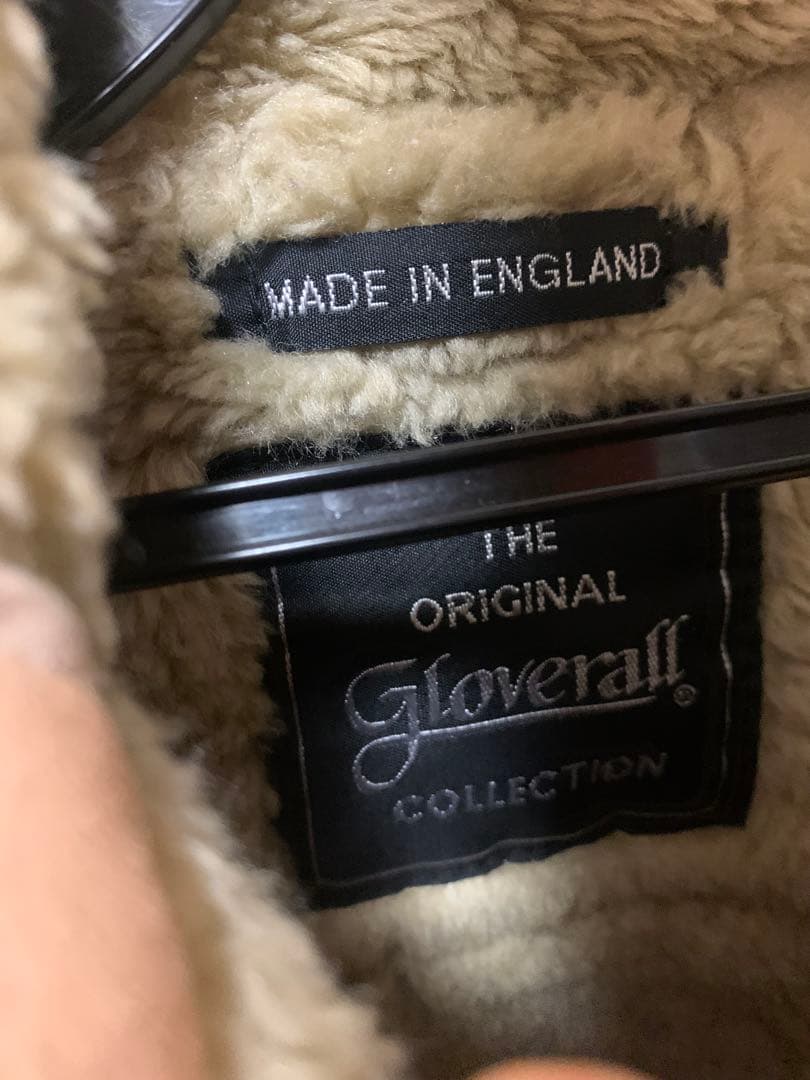 MADE IN ENGLAND
THE
ORIGINAL
Gloverall®
COLLECTION